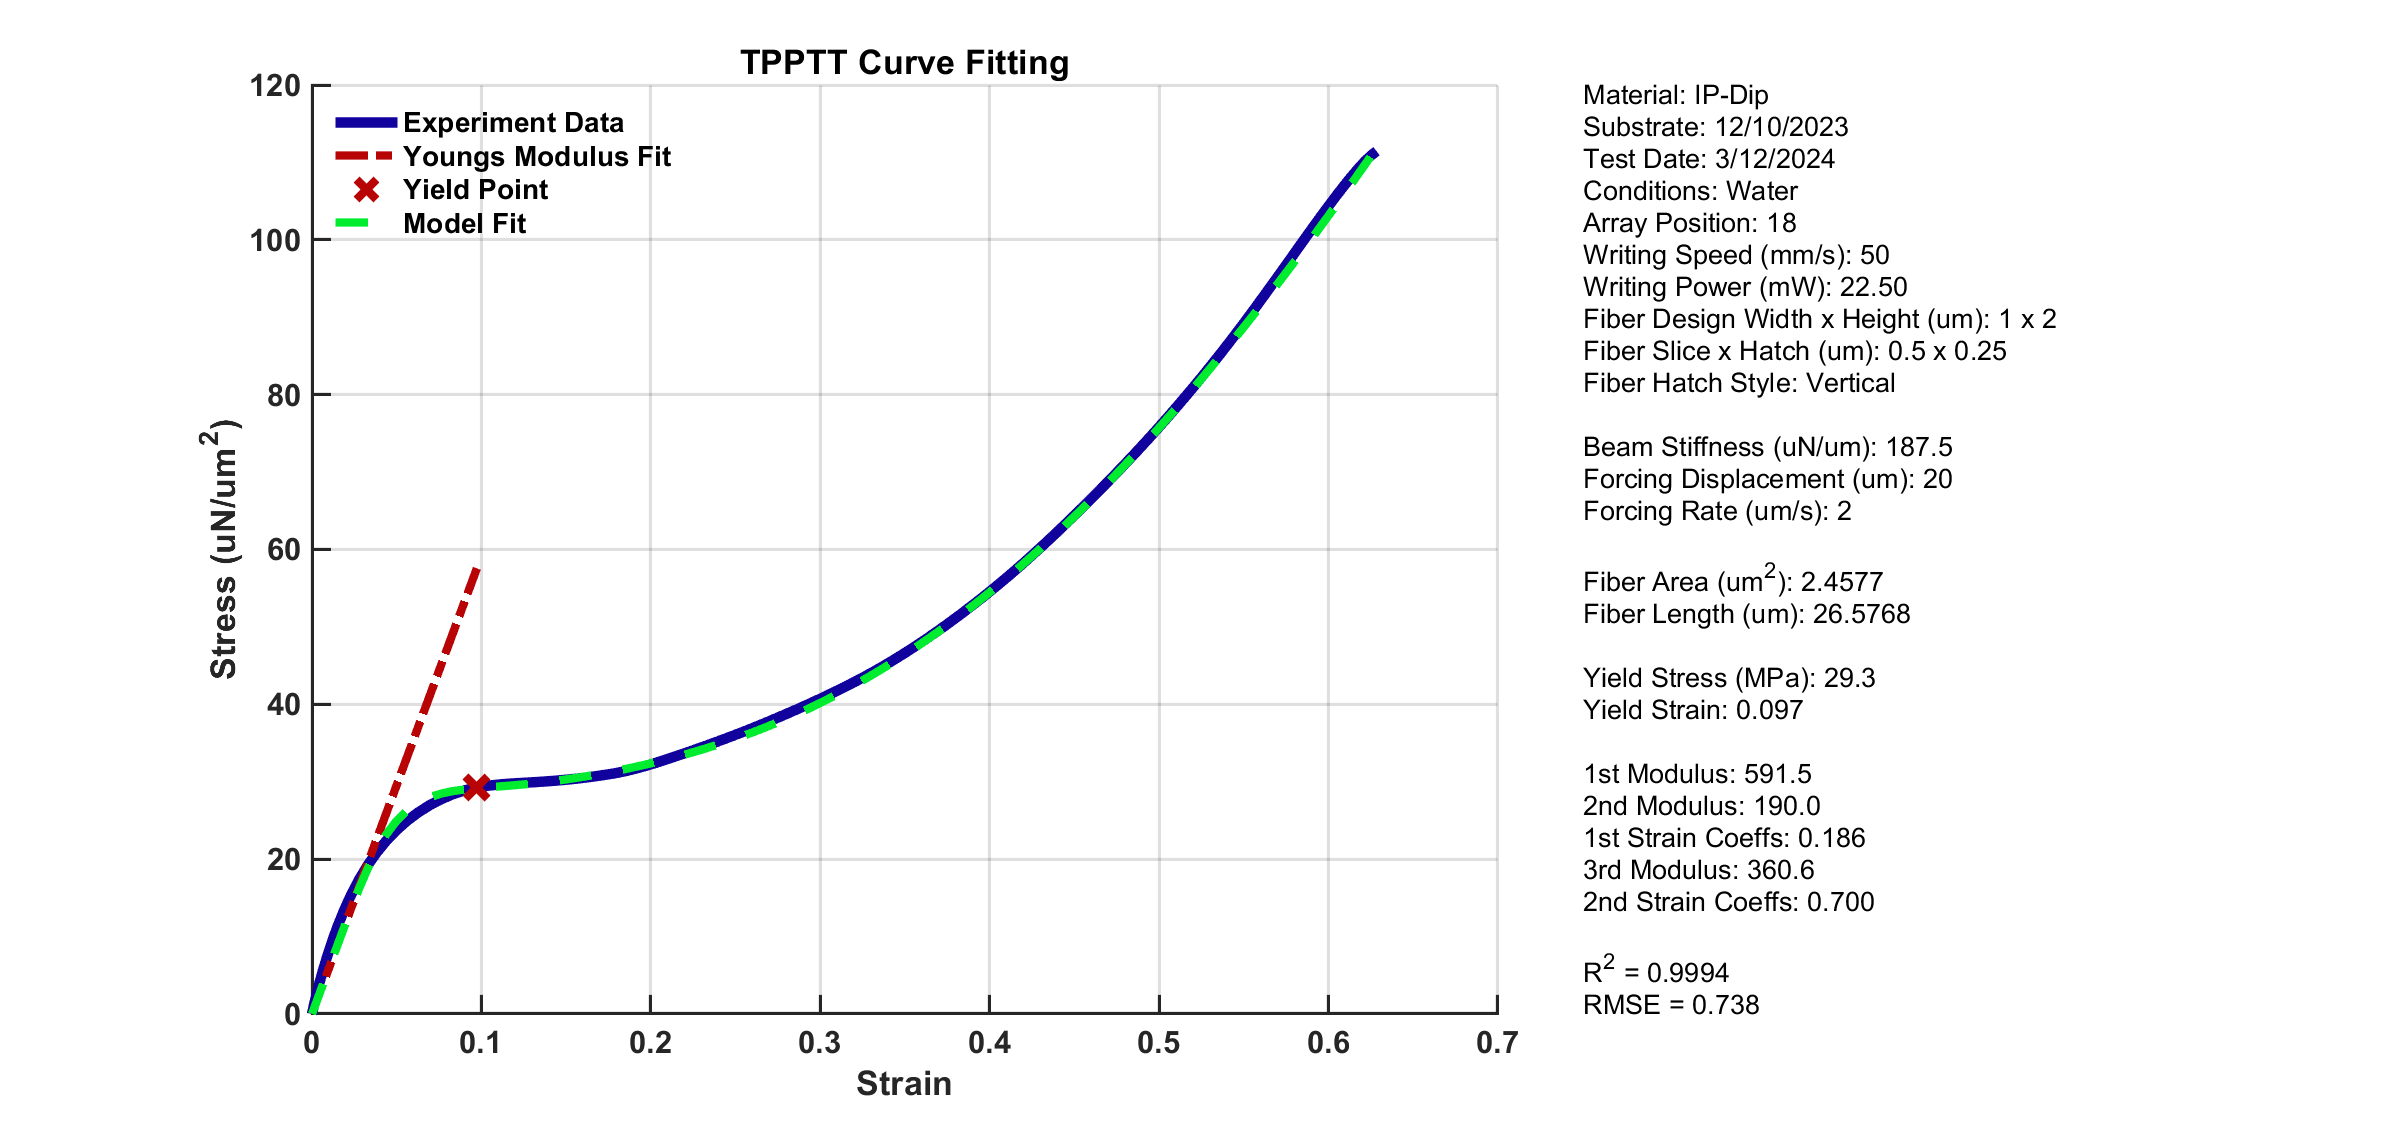 TPPTT Curve Fitting
Experiment Data
Youngs Modulus Fit
Yield Point
Model Fit
120
100
80
60
40
20
0
Stress (uN/um²)
0 0.1 0.2 0.3 0.4 0.5 0.6 0.7
Strain
Material: IP-Dip
Substrate: 12/10/2023
Test Date: 3/12/2024
Conditions: Water
Array Position: 18
Writing Speed (mm/s): 50
Writing Power (mW): 22.50
Fiber Design Width x Height (um): 1 x 2
Fiber Slice x Hatch (um): 0.5 x 0.25
Fiber Hatch Style: Vertical
Beam Stiffness (uN/um): 187.5
Forcing Displacement (um): 20
Forcing Rate (um/s): 2
Fiber Area (um²): 2.4577
Fiber Length (um): 26.5768
Yield Stress (MPa): 29.3
Yield Strain: 0.097
1st Modulus: 591.5
2nd Modulus: 190.0
1st Strain Coeffs: 0.186
3rd Modulus: 360.6
2nd Strain Coeffs: 0.700
R² = 0.9994
RMSE = 0.738